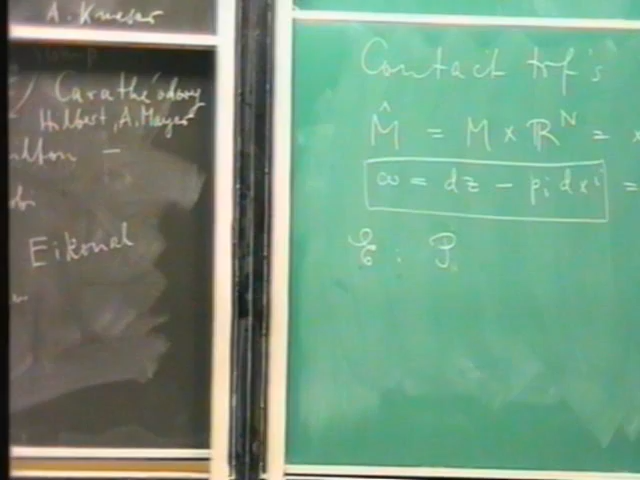 A. Kneser
Carathéodory
Hilbert, A. Mayer
Eikonal
Contact trf's
M̂ = M × ℝᴺ =
ω = dz − pᵢdxⁱ =
ℰ : P